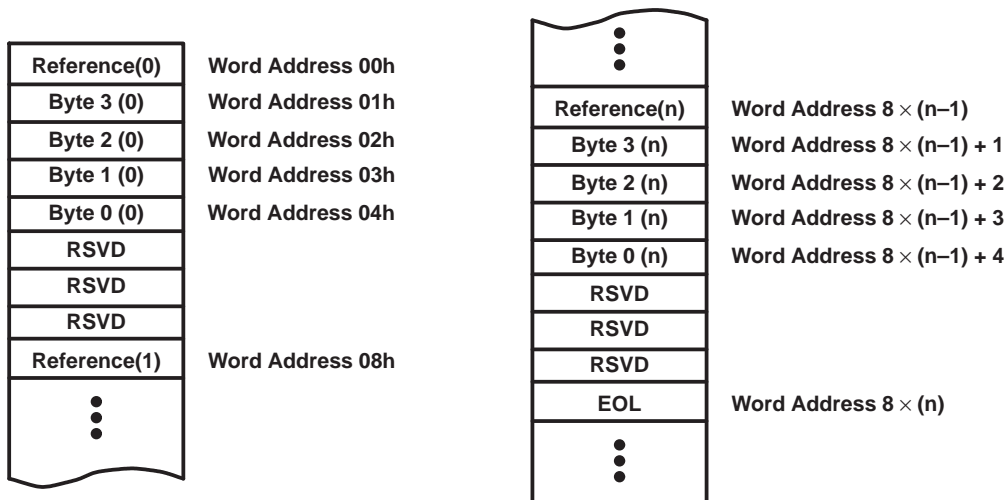 Reference(0) Word Address 00h
Byte 3 (0) Word Address 01h
Byte 2 (0) Word Address 02h
Byte 1 (0) Word Address 03h
Byte 0 (0) Word Address 04h
RSVD
RSVD
RSVD
Reference(1) Word Address 08h
Reference(n) Word Address 8 × (n–1)
Byte 3 (n) Word Address 8 × (n–1) + 1
Byte 2 (n) Word Address 8 × (n–1) + 2
Byte 1 (n) Word Address 8 × (n–1) + 3
Byte 0 (n) Word Address 8 × (n–1) + 4
RSVD
RSVD
RSVD
EOL Word Address 8 × (n)